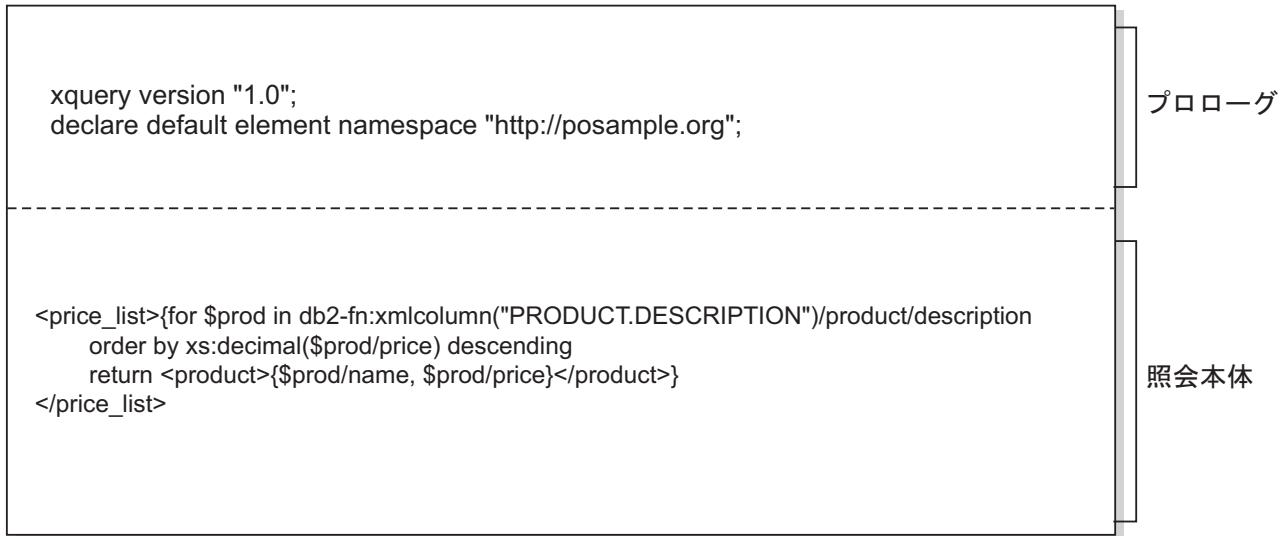 xquery version "1.0";
declare default element namespace "http://posample.org";
プロローグ
<price_list>{for $prod in db2-fn:xmlcolumn("PRODUCT.DESCRIPTION")/product/description
order by xs:decimal($prod/price) descending
return <product>{$prod/name, $prod/price}</product>}
</price_list>
照会本体